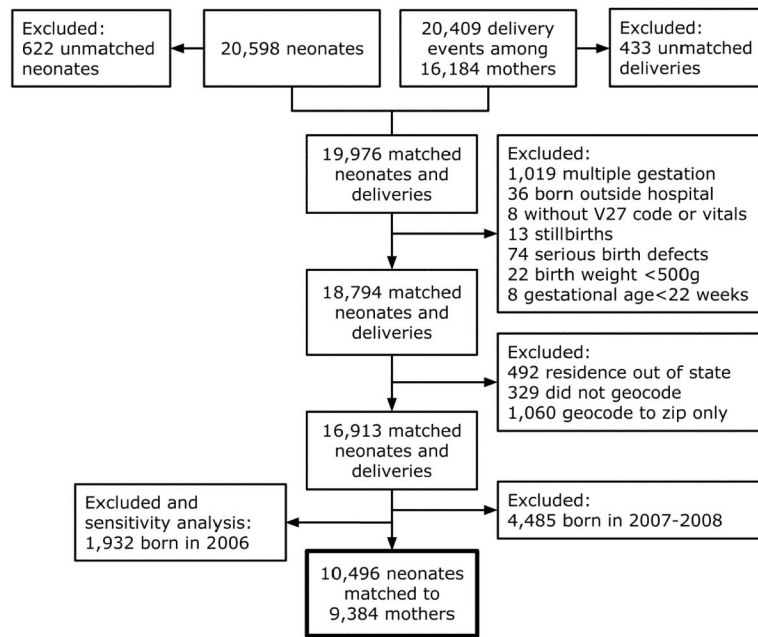 Excluded:
622 unmatched
neonates
20,598 neonates
20,409 delivery
events among
16,184 mothers
Excluded:
433 unmatched
deliveries
19,976 matched
neonates and
deliveries
Excluded:
1,019 multiple gestation
36 born outside hospital
8 without V27 code or vitals
13 stillbirths
74 serious birth defects
22 birth weight <500g
8 gestational age<22 weeks
18,794 matched
neonates and
deliveries
Excluded:
492 residence out of state
329 did not geocode
1,060 geocode to zip only
16,913 matched
neonates and
deliveries
Excluded and
sensitivity analysis:
1,932 born in 2006
Excluded:
4,485 born in 2007-2008
10,496 neonates
matched to
9,384 mothers